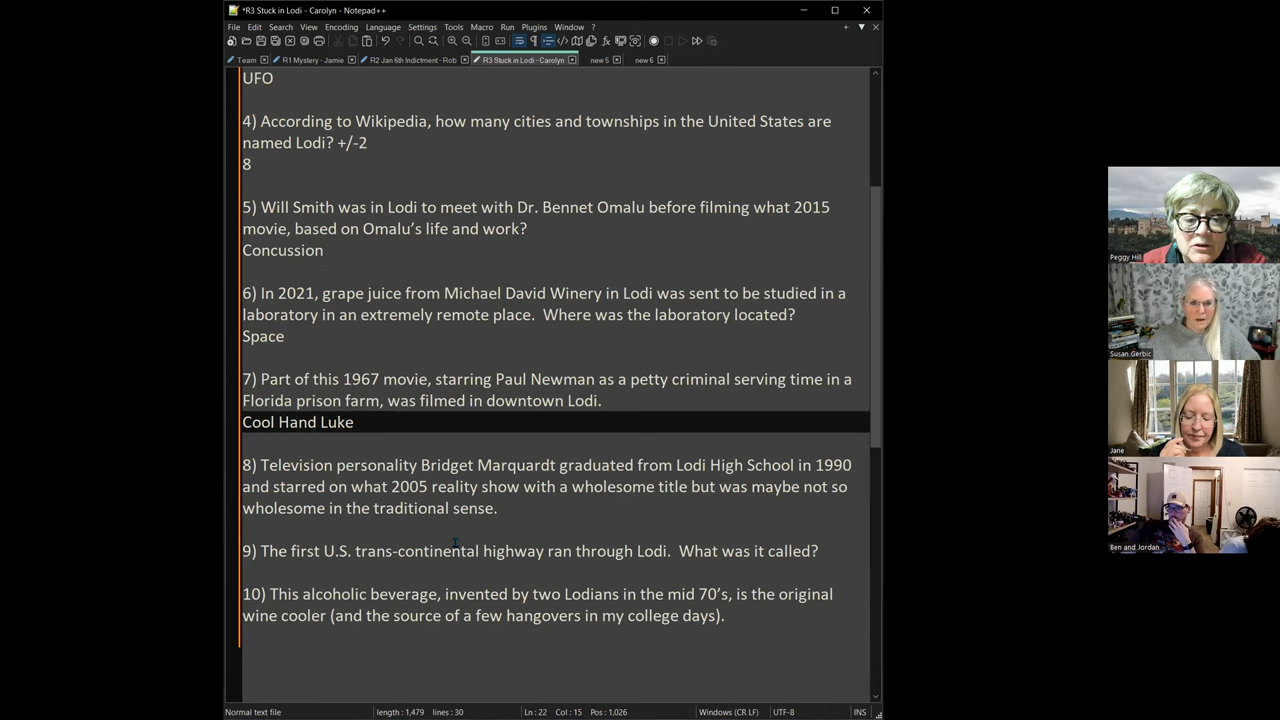 *R3 Stuck in Lodi - Carolyn - Notepad++
File Edit Search View Encoding Language Settings Tools Macro Run Plugins Window ?
Team R1 Mystery - Jamie R2 Jan 6th Indictment - Rob R3 Stuck in Lodi - Carolyn new 5 new 6
UFO
4) According to Wikipedia, how many cities and townships in the United States are
named Lodi? +/-2
8
5) Will Smith was in Lodi to meet with Dr. Bennet Omalu before filming what 2015
movie, based on Omalu’s life and work?
Concussion
6) In 2021, grape juice from Michael David Winery in Lodi was sent to be studied in a
laboratory in an extremely remote place.  Where was the laboratory located?
Space
7) Part of this 1967 movie, starring Paul Newman as a petty criminal serving time in a
Florida prison farm, was filmed in downtown Lodi.
Cool Hand Luke
8) Television personality Bridget Marquardt graduated from Lodi High School in 1990
and starred on what 2005 reality show with a wholesome title but was maybe not so
wholesome in the traditional sense.
9) The first U.S. trans-continental highway ran through Lodi.  What was it called?
10) This alcoholic beverage, invented by two Lodians in the mid 70’s, is the original
wine cooler (and the source of a few hangovers in my college days).
Normal text file length : 1,479 lines : 30 Ln : 22 Col : 15 Pos : 1,026 Windows (CR LF) UTF-8 INS
Peggy Hill
Susan Gerbic
Jane
Ben and Jordan